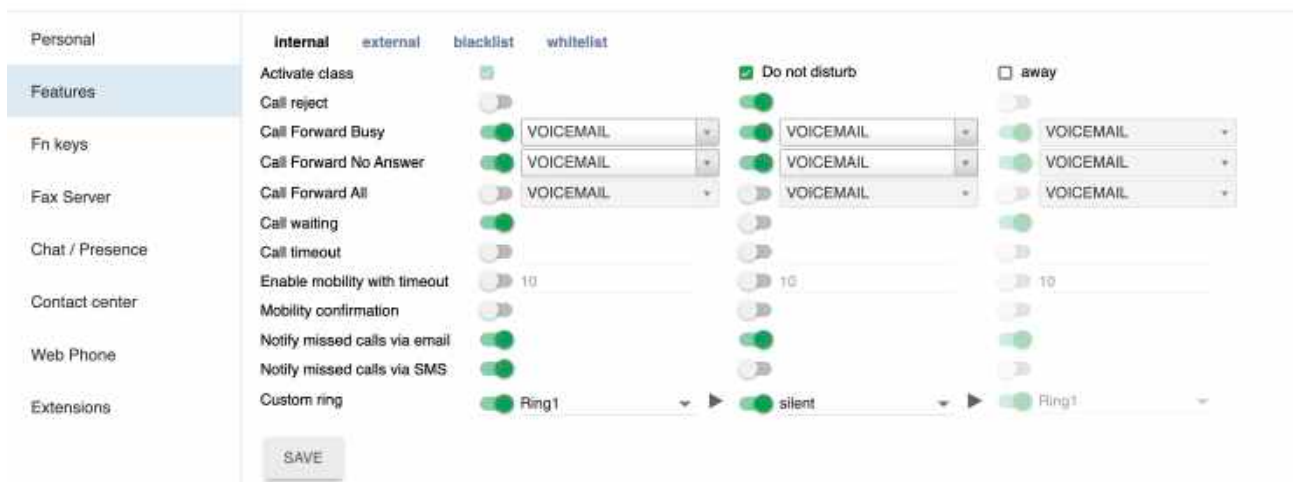 Personal
Features
Fn keys
Fax Server
Chat / Presence
Contact center
Web Phone
Extensions
internal external blacklist whitelist
Activate class Do not disturb away
Call reject
Call Forward Busy VOICEMAIL VOICEMAIL VOICEMAIL
Call Forward No Answer VOICEMAIL VOICEMAIL VOICEMAIL
Call Forward All VOICEMAIL VOICEMAIL VOICEMAIL
Call waiting
Call timeout
Enable mobility with timeout 10 10 10
Mobility confirmation
Notify missed calls via email
Notify missed calls via SMS
Custom ring Ring1 silent Ring1
SAVE